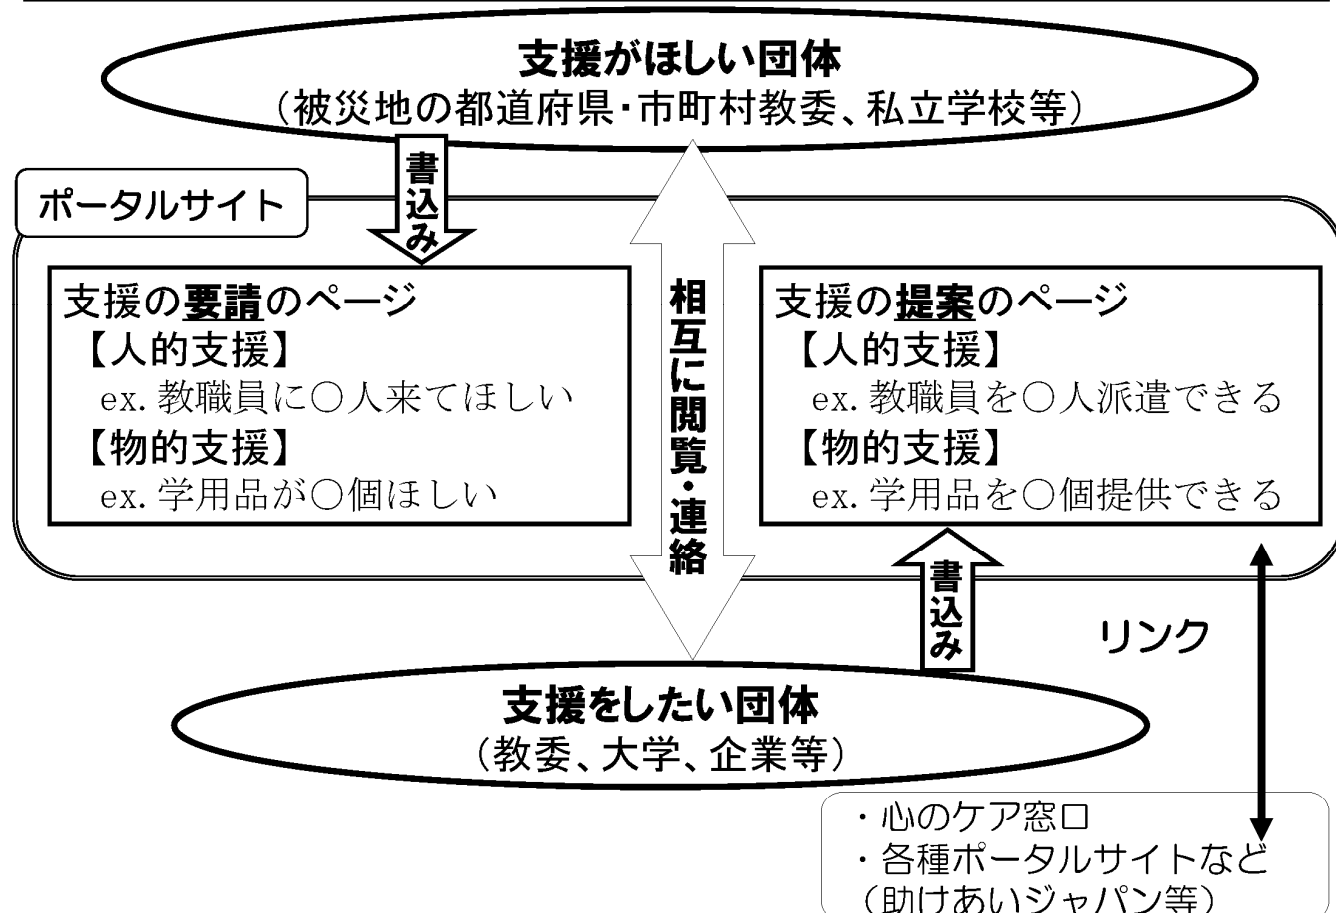 支援がほしい団体
（被災地の都道府県・市町村教委、私立学校等）
書込み
ポータルサイト
支援の要請のページ
【人的支援】
ex. 教職員に○人来てほしい
【物的支援】
ex. 学用品が○個ほしい
相互に閲覧・連絡
支援の提案のページ
【人的支援】
ex. 教職員を○人派遣できる
【物的支援】
ex. 学用品を○個提供できる
書込み
リンク
支援をしたい団体
（教委、大学、企業等）
・心のケア窓口
・各種ポータルサイトなど
（助けあいジャパン等）